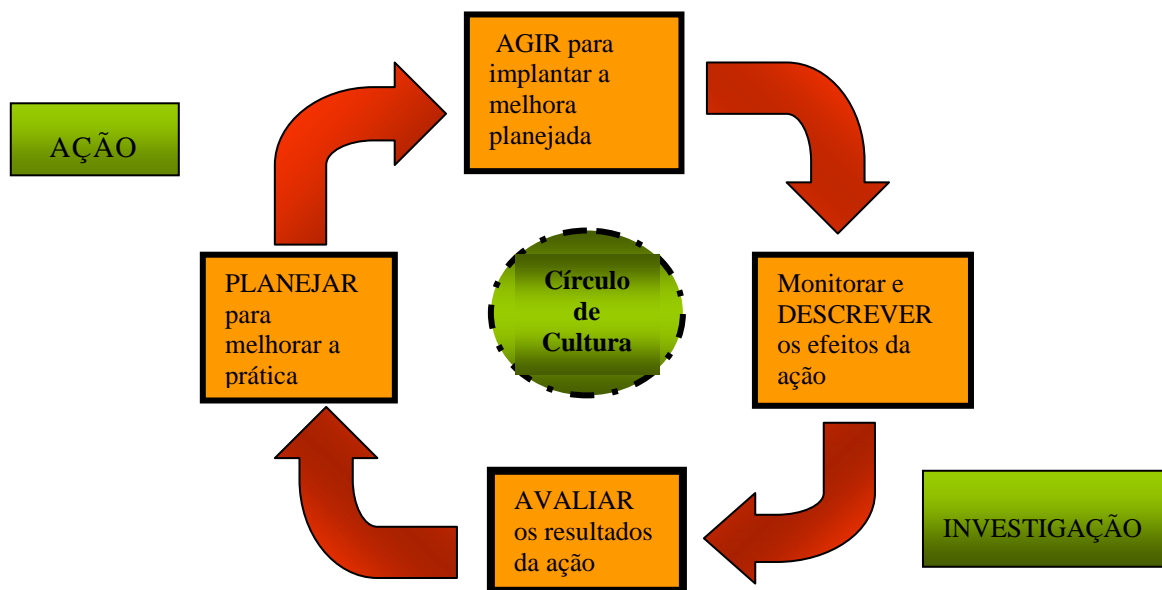 AGIR para
implantar a
melhora
planejada
AÇÃO
PLANEJAR
para
melhorar a
prática
Círculo
de
Cultura
Monitorar e
DESCREVER
os efeitos da
ação
AVALIAR
os resultados
da ação
INVESTIGAÇÃO